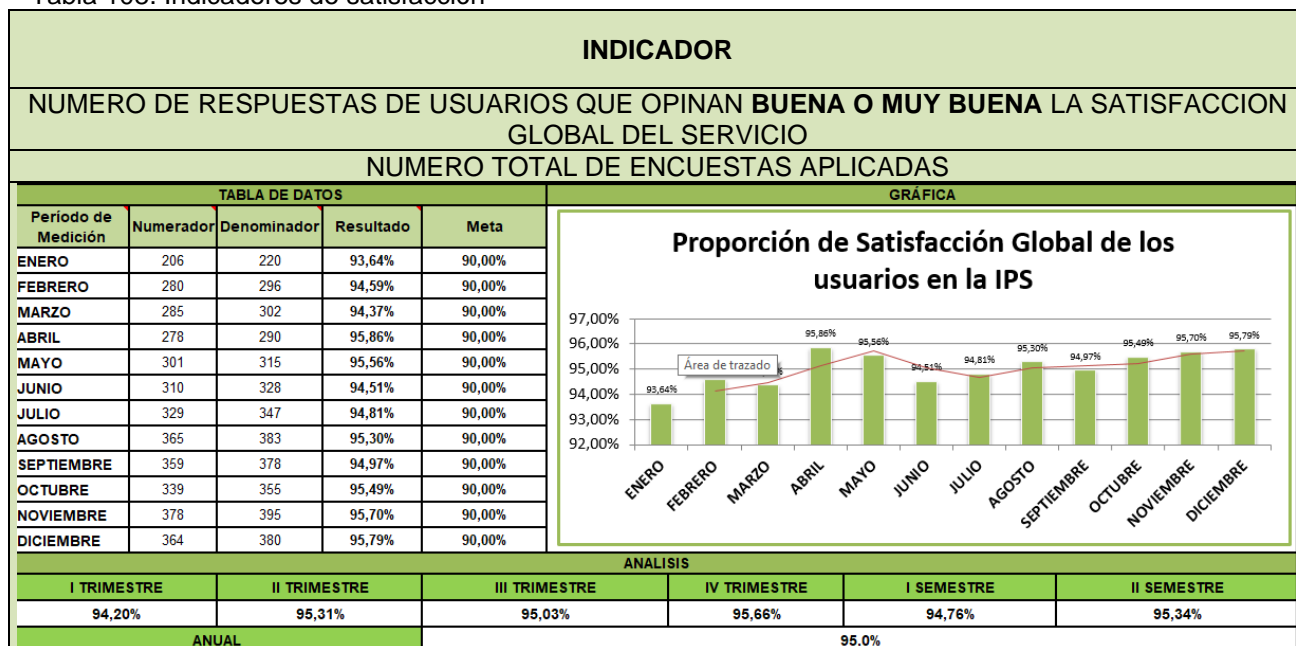 Tabla 108. Indicadores de satisfacción
INDICADOR
NUMERO DE RESPUESTAS DE USUARIOS QUE OPINAN BUENA O MUY BUENA LA SATISFACCION
GLOBAL DEL SERVICIO
NUMERO TOTAL DE ENCUESTAS APLICADAS
TABLA DE DATOS
Período de Medición Numerador Denominador Resultado Meta
ENERO 206 220 93,64% 90,00%
FEBRERO 280 296 94,59% 90,00%
MARZO 285 302 94,37% 90,00%
ABRIL 278 290 95,86% 90,00%
MAYO 301 315 95,56% 90,00%
JUNIO 310 328 94,51% 90,00%
JULIO 329 347 94,81% 90,00%
AGOSTO 365 383 95,30% 90,00%
SEPTIEMBRE 359 378 94,97% 90,00%
OCTUBRE 339 355 95,49% 90,00%
NOVIEMBRE 378 395 95,70% 90,00%
DICIEMBRE 364 380 95,79% 90,00%
GRÁFICA
Proporción de Satisfacción Global de los
usuarios en la IPS
97,00%
96,00%
95,00%
94,00%
93,00%
92,00%
93,64% 95,86% 95,56% 94,51% 94,81% 95,30% 94,97% 95,49% 95,70% 95,79%
Área de trazado
ENERO FEBRERO MARZO ABRIL MAYO JUNIO JULIO AGOSTO SEPTIEMBRE OCTUBRE NOVIEMBRE DICIEMBRE
ANALISIS
I TRIMESTRE II TRIMESTRE III TRIMESTRE IV TRIMESTRE I SEMESTRE II SEMESTRE
94,20% 95,31% 95,03% 95,66% 94,76% 95,34%
ANUAL 95,0%